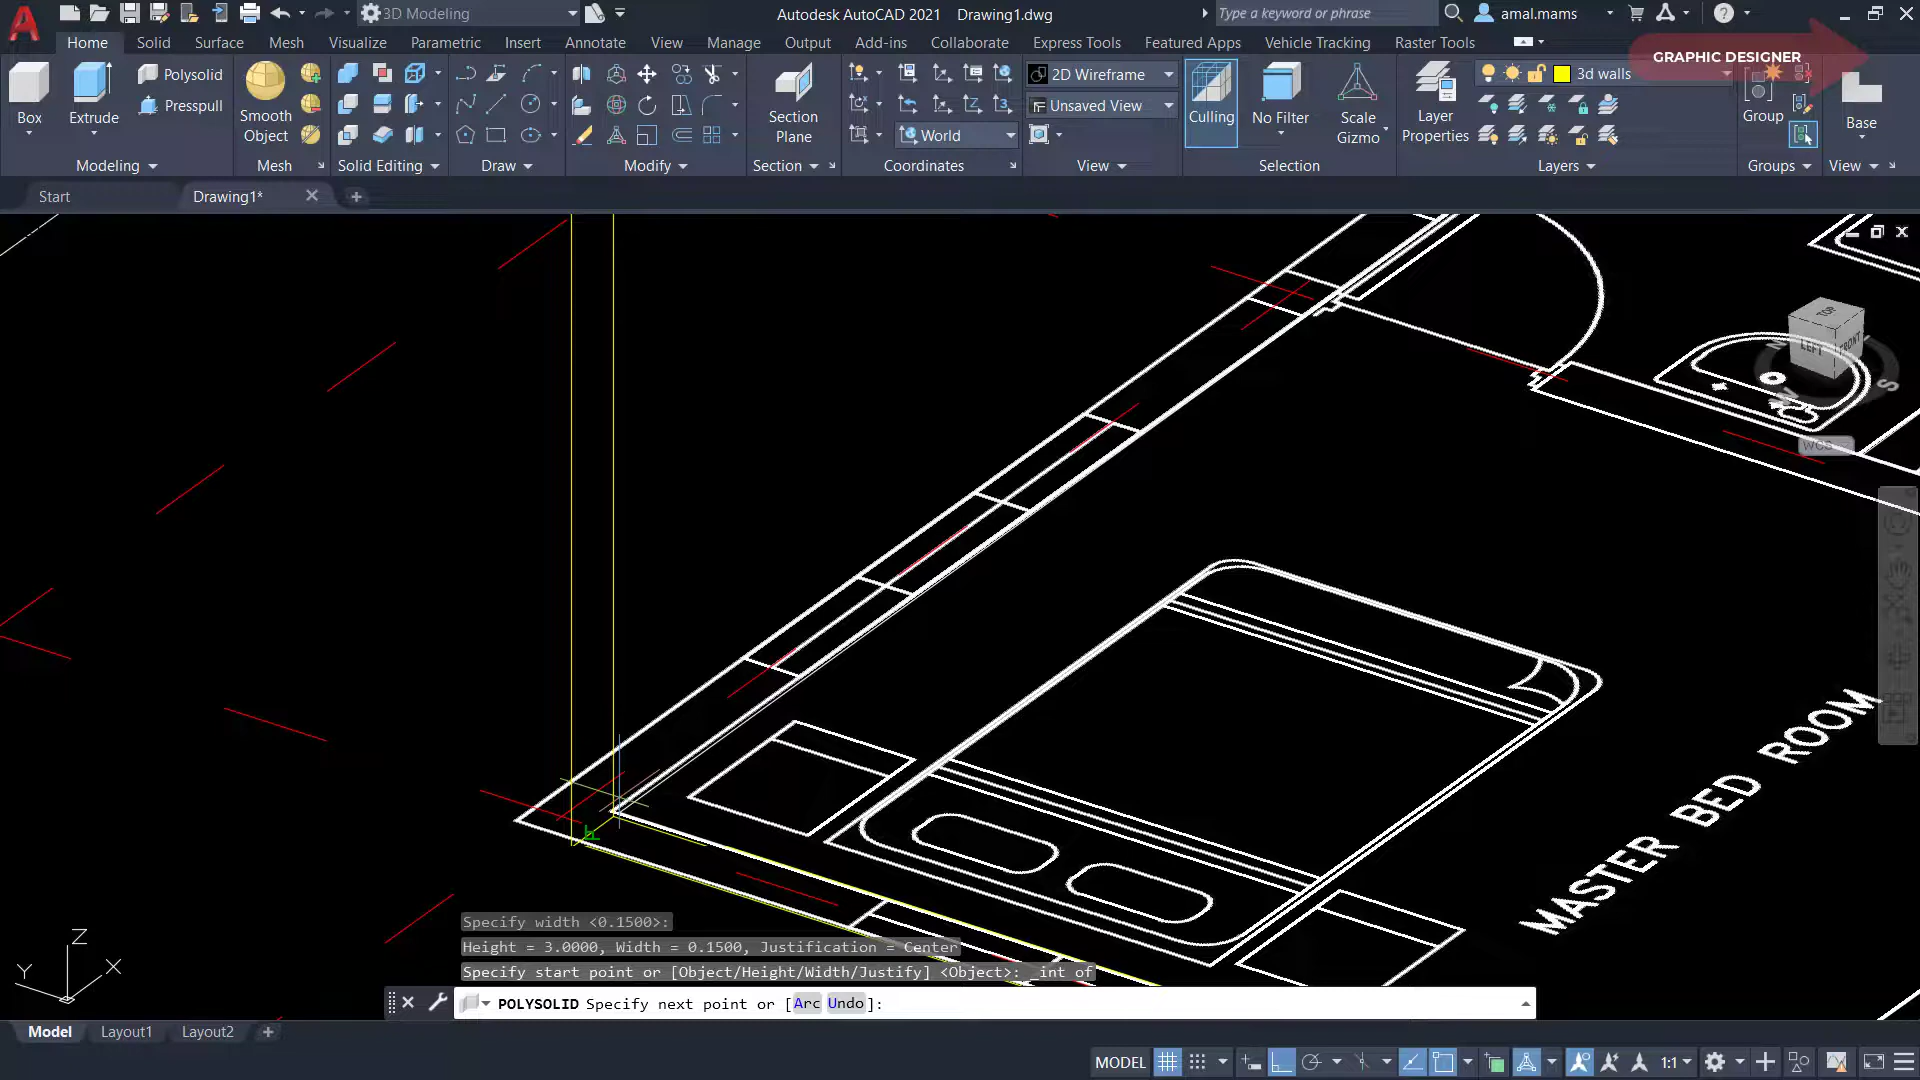 3D Modeling
Autodesk AutoCAD 2021 Drawing1.dwg
Type a keyword or phrase
amal.mams
Home Solid Surface Mesh Visualize Parametric Insert Annotate View Manage Output Add-ins Collaborate Express Tools Featured Apps Vehicle Tracking Raster Tools
GRAPHIC DESIGNER
Box
Extrude
Polysolid
Presspull
Smooth
Object
Section
Plane
World
2D Wireframe
Unsaved View
Culling
No Filter
Scale
Gizmo
Layer
Properties
3d walls
Group
Base
Modeling Mesh Solid Editing Draw Modify Section Coordinates View Selection Layers Groups View
Start
Drawing1*
TOP
LEFT
FRONT
N
S
W
WCS
MASTER BED ROOM
Z
Y
X
Specify width <0.1500>:
Height = 3.0000, Width = 0.1500, Justification = Center
Specify start point or [Object/Height/Width/Justify] <Object>: _int of
POLYSOLID Specify next point or [Arc Undo]:
Model Layout1 Layout2
MODEL
1:1